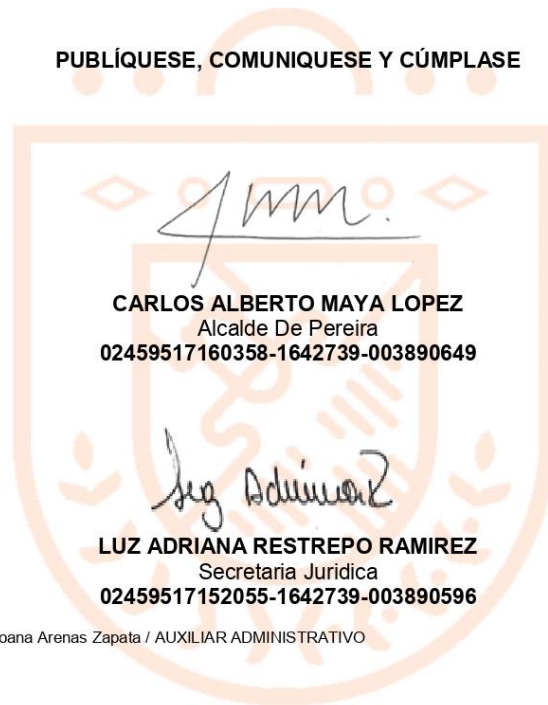 PUBLÍQUESE, COMUNIQUESE Y CÚMPLASE
CARLOS ALBERTO MAYA LOPEZ
Alcalde De Pereira
02459517160358-1642739-003890649
LUZ ADRIANA RESTREPO RAMIREZ
Secretaria Juridica
02459517152055-1642739-003890596
oana Arenas Zapata / AUXILIAR ADMINISTRATIVO